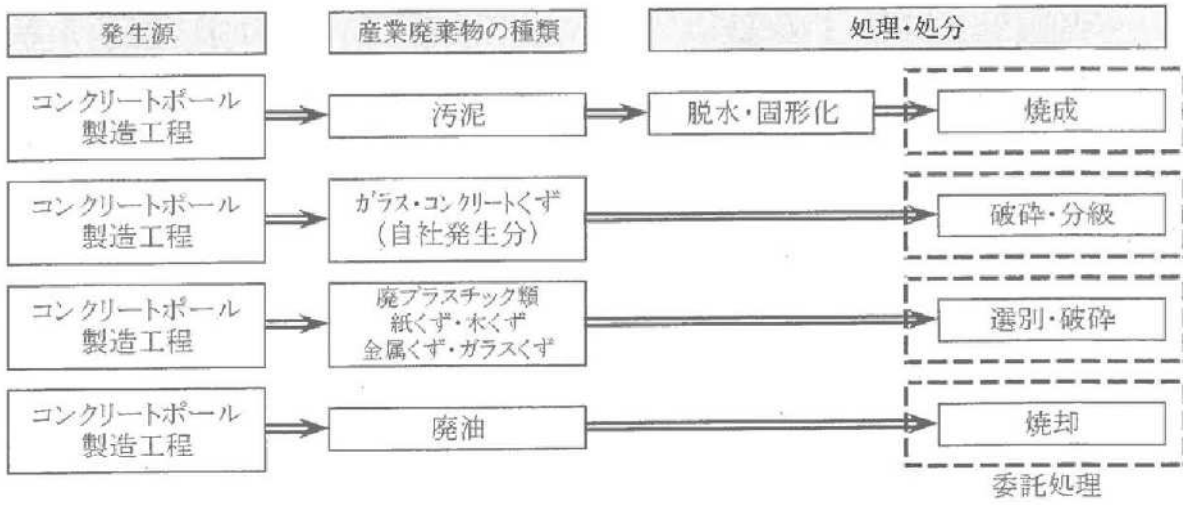 発生源
産業廃棄物の種類
処理・処分
コンクリートポール
製造工程
汚泥
脱水・固形化
焼成
コンクリートポール
製造工程
ガラス・コンクリートくず
(自社発生分)
破砕・分級
コンクリートポール
製造工程
廃プラスチック類
紙くず・木くず
金属くず・ガラスくず
選別・破砕
コンクリートポール
製造工程
廃油
焼却
委託処理